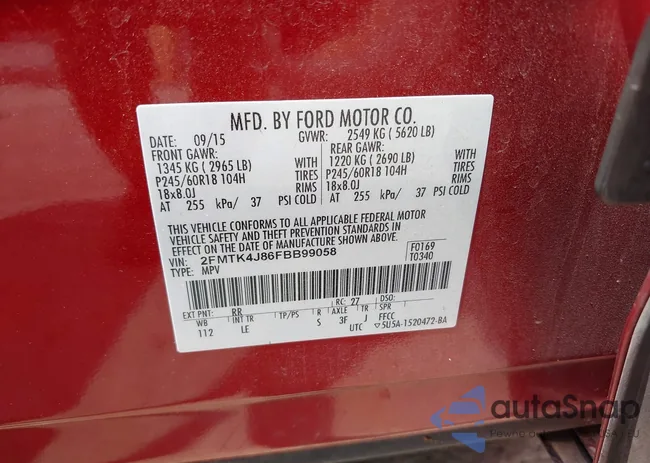 MFD. BY FORD MOTOR CO.
DATE: 09/15 GVWR: 2549 KG ( 5620 LB)
FRONT GAWR: REAR GAWR:
1345 KG ( 2965 LB) WITH 1220 KG ( 2690 LB) WITH
P245/60R18 104H TIRES P245/60R18 104H TIRES
18x8.0J RIMS 18x8.0J RIMS
AT 255 kPa/ 37 PSI COLD AT 255 kPa/ 37 PSI COLD
THIS VEHICLE CONFORMS TO ALL APPLICABLE FEDERAL MOTOR
VEHICLE SAFETY AND THEFT PREVENTION STANDARDS IN
EFFECT ON THE DATE OF MANUFACTURE SHOWN ABOVE.
VIN: 2FMTK4J86FBB99058 F0169
TYPE: MPV T0340
EXT PNT: RR RC: 27 DSO:
WB INT TR TP/PS R AXLE TR SPR
112 LE S 3F J FFCC
UTC ▽5U5A-1520472-BA
autoSnap